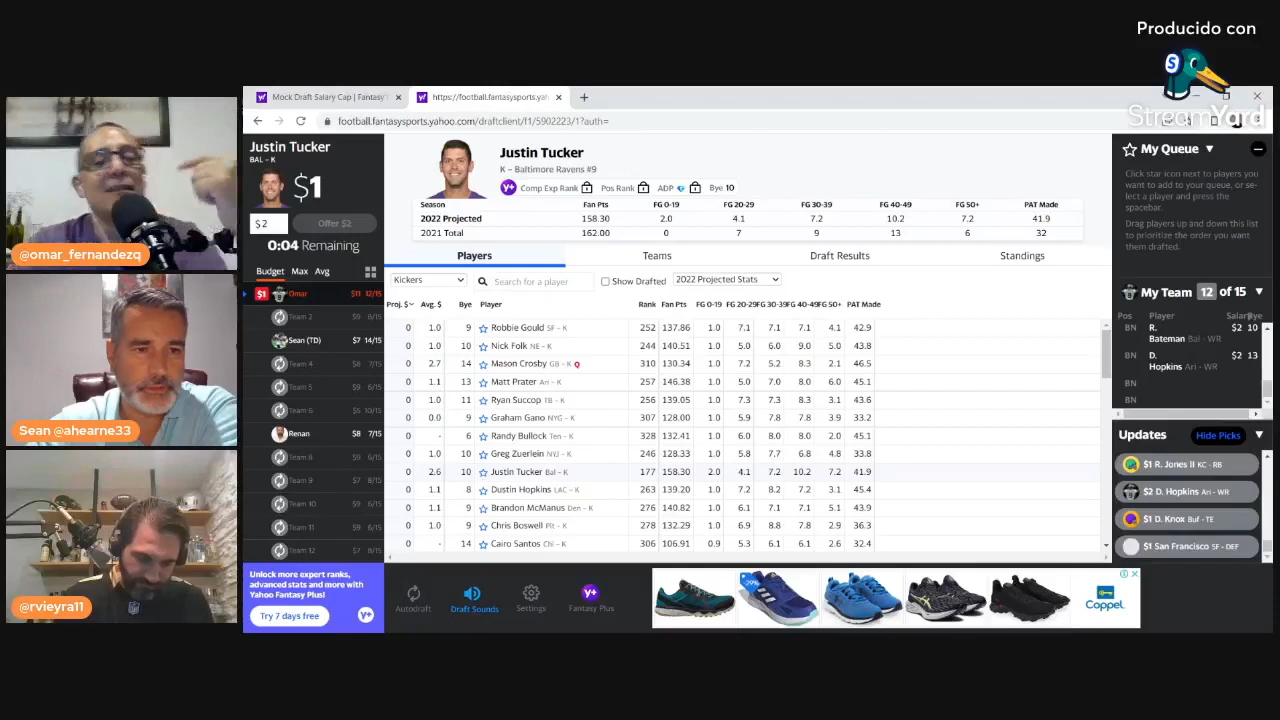 Producido con
StreamYard
Mock Draft Salary Cap | Fantasy
https://football.fantasysports.yah
football.fantasysports.yahoo.com/draftclient/f1/5902223/1?auth=
Justin Tucker
BAL – K
$1
$2
Offer $2
0:04 Remaining
Budget Max Avg
$1 Omar $11 12/15
Team 2 $9 8/15
Sean (TD) $7 14/15
Team 4 $8 7/15
Team 5 $9 6/15
Team 6 $5 10/15
Renan $8 7/15
Team 8 $9 6/15
Team 9 $7 8/15
Team 10 $9 6/15
Team 11 $9 6/15
Team 12 $7 8/15
Unlock more expert ranks,
advanced stats and more with
Yahoo Fantasy Plus!
Try 7 days free
Y+
Justin Tucker
K – Baltimore Ravens #9
Y+ Comp Exp Rank Pos Rank ADP Bye 10
Season Fan Pts FG 0-19 FG 20-29 FG 30-39 FG 40-49 FG 50+ PAT Made
2022 Projected 158.30 2.0 4.1 7.2 10.2 7.2 41.9
2021 Total 162.00 0 7 9 13 6 32
Players Teams Draft Results Standings
Kickers Search for a player Show Drafted 2022 Projected Stats
Proj. $ Avg. $ Bye Player Rank Fan Pts FG 0-19 FG 20-29 FG 30-39 FG 40-49 FG 50+ PAT Made
0 1.0 9 Robbie Gould SF – K 252 137.86 1.0 7.1 7.1 7.1 4.1 42.9
0 1.0 10 Nick Folk NE – K 244 140.51 1.0 5.0 6.0 9.0 5.0 43.8
0 2.7 14 Mason Crosby GB – K Q 310 130.34 1.0 7.2 5.2 8.3 2.1 46.5
0 1.1 13 Matt Prater Ari – K 257 146.38 1.0 5.0 7.0 8.0 6.0 45.1
0 1.0 11 Ryan Succop TB – K 256 139.05 1.0 7.3 7.3 8.3 3.1 43.6
0 0.0 9 Graham Gano NYG – K 307 128.00 1.0 5.9 7.8 7.8 3.9 33.2
0 - 6 Randy Bullock Ten – K 328 132.41 1.0 6.0 8.0 8.0 2.0 45.1
0 1.0 10 Greg Zuerlein NYJ – K 246 128.33 1.0 5.8 7.7 6.8 4.8 33.8
0 2.6 10 Justin Tucker Bal – K 177 158.30 2.0 4.1 7.2 10.2 7.2 41.9
0 1.1 8 Dustin Hopkins LAC – K 263 139.20 1.0 7.2 8.2 7.2 3.1 45.4
0 1.1 9 Brandon McManus Den – K 276 140.82 1.0 6.1 7.1 7.1 5.1 43.9
0 1.0 9 Chris Boswell Pit – K 278 132.29 1.0 6.9 8.8 7.8 2.9 36.3
0 - 14 Cairo Santos Chi – K 306 106.91 0.9 5.3 6.1 6.1 2.6 32.4
Autodraft Draft Sounds Settings Fantasy Plus
Coppel
My Queue
Click star icon next to players
you want to add to your queue, or se-
lect a player and press the
spacebar.
Drag players up and down this list
to prioritize the order you want
them drafted.
My Team 12 of 15
Pos Player Salary Bye
BN R. Bateman Bal - WR $2 10
BN D. Hopkins Ari - WR $2 13
BN
BN
Updates Hide Picks
$1 R. Jones II KC - RB
$2 D. Hopkins Ari - WR
$1 D. Knox Buf - TE
$1 San Francisco SF - DEF
@omar_fernandezq
Sean @ahearne33
@rvieyra11